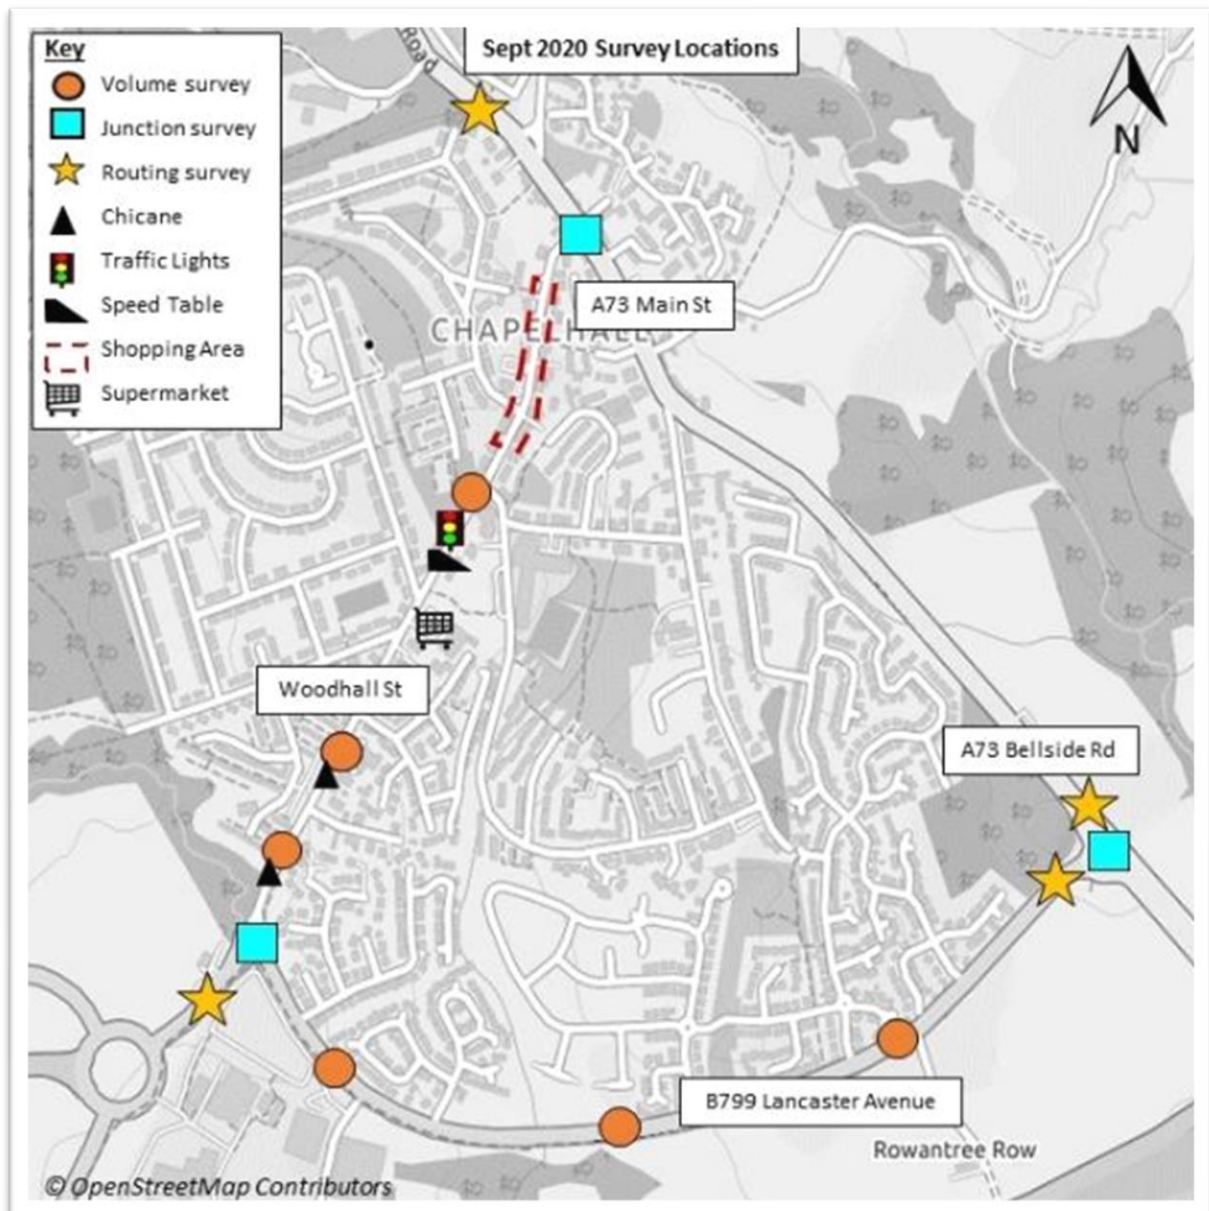 Key
Volume survey
Junction survey
Routing survey
Chicane
Traffic Lights
Speed Table
Shopping Area
Supermarket
Road
Sept 2020 Survey Locations
N
A73 Main St
CHAPELHALL
Woodhall St
A73 Bellside Rd
B799 Lancaster Avenue
Rowantree Row
© OpenStreetMap Contributors